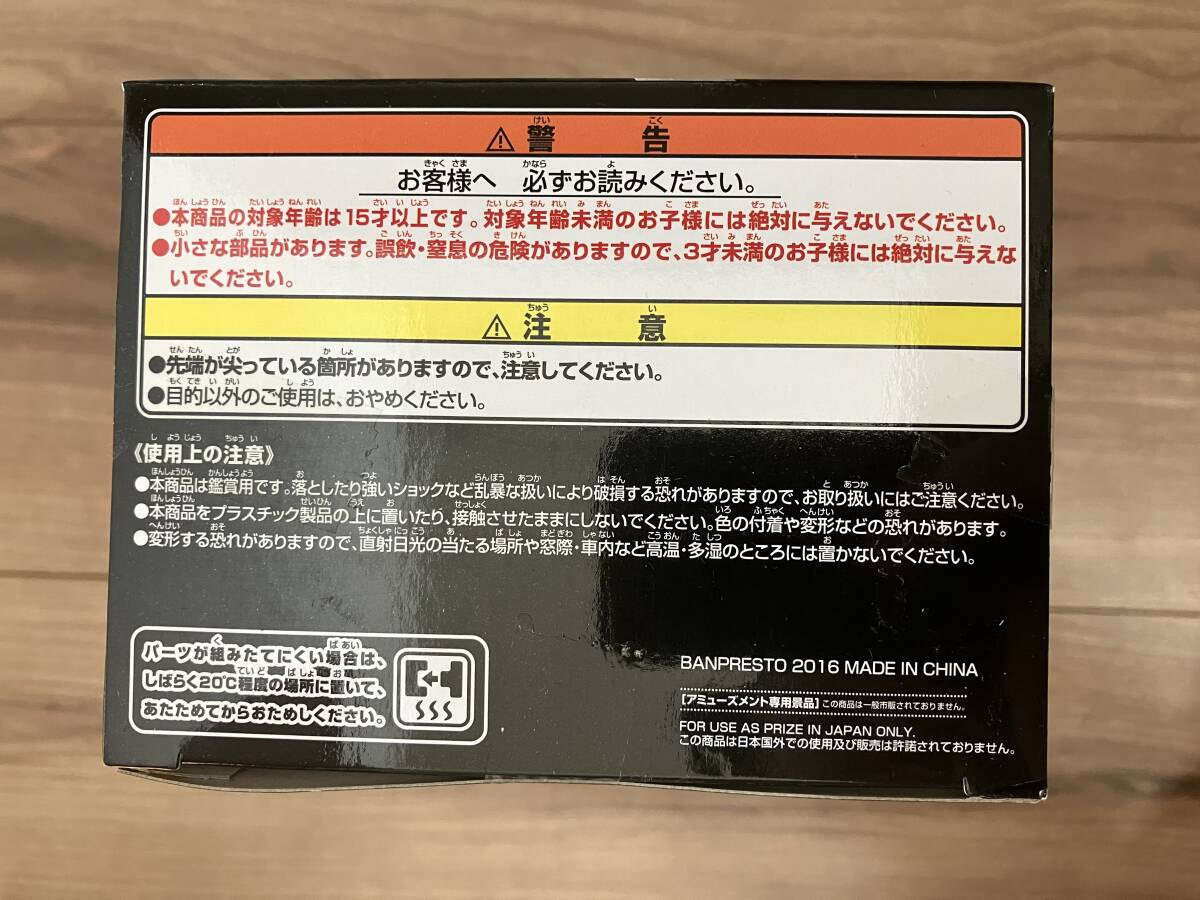 ⚠警告
お客様へ 必ずお読みください。
●本商品の対象年齢は15才以上です。対象年齢未満のお子様には絶対に与えないでください。
●小さな部品があります。誤飲・窒息の危険がありますので、3才未満のお子様には絶対に与えな
いでください。
⚠注意
●先端が尖っている箇所がありますので、注意してください。
●目的以外のご使用は、おやめください。
《使用上の注意》
●本商品は鑑賞用です。落としたり強いショックなど乱暴な扱いにより破損する恐れがありますので、お取り扱いにはご注意ください。
●本商品をプラスチック製品の上に置いたり、接触させたままにしないでください。色の付着や変形などの恐れがあります。
●変形する恐れがありますので、直射日光の当たる場所や窓際・車内など高温・多湿のところには置かないでください。
パーツが組みたてにくい場合は、
しばらく20℃程度の場所に置いて、
あたためてからおためしください。
BANPRESTO 2016 MADE IN CHINA
[アミューズメント専用景品] この商品は一般市販されておりません。
FOR USE AS PRIZE IN JAPAN ONLY.
この商品は日本国外での使用及び販売は許諾されておりません。